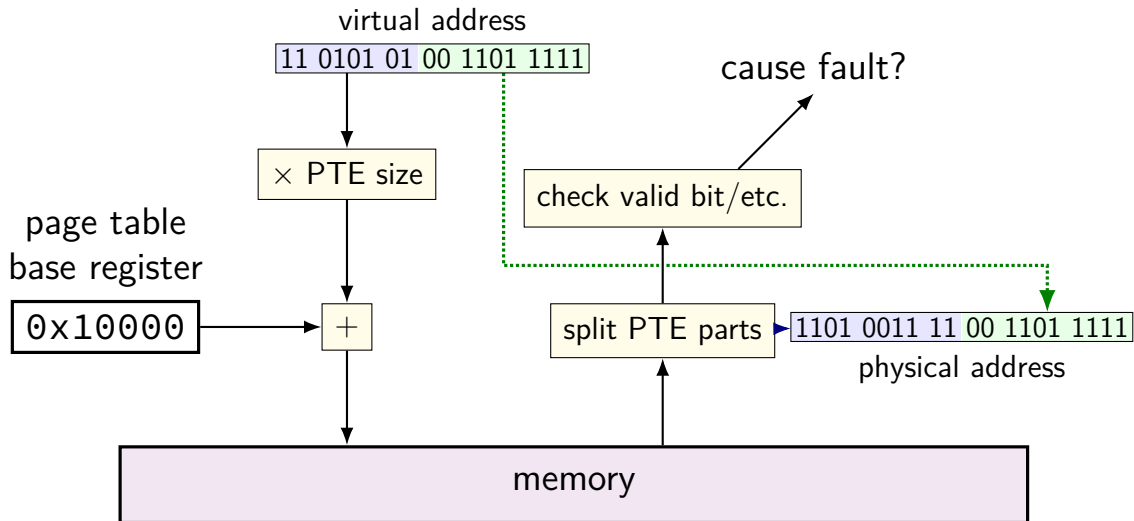 virtual address
11 0101 01 00 1101 1111
cause fault?
× PTE size
check valid bit/etc.
page table
base register
0x10000
+
split PTE parts
1101 0011 11 00 1101 1111
physical address
memory